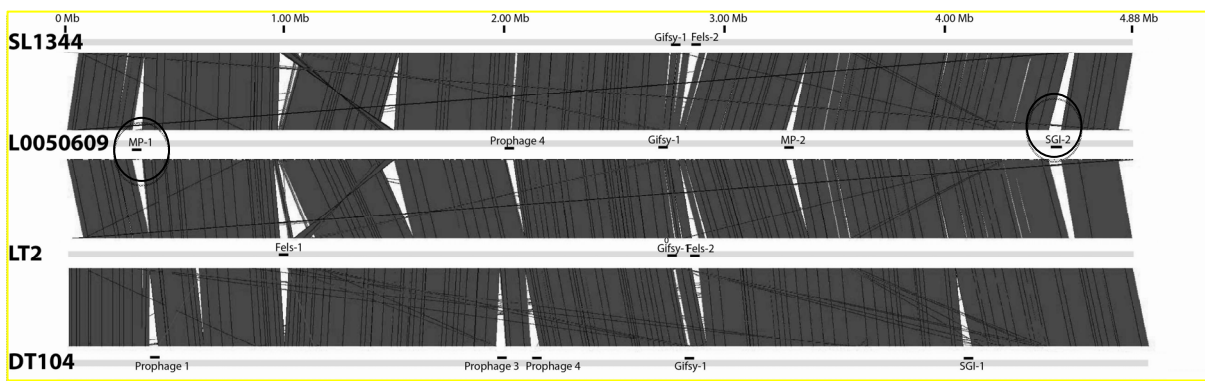 0 Mb 1.00 Mb 2.00 Mb 3.00 Mb 4.00 Mb 4.88 Mb
Gifsy-1 Fels-2
SL1344
L0050609 MP-1 Prophage 4 Gifsy-1 MP-2 SGI-2
Fels-1 Gifsy-1 Fels-2
LT2
DT104
Prophage 1 Prophage 3 Prophage 4 Gifsy-1 SGI-1